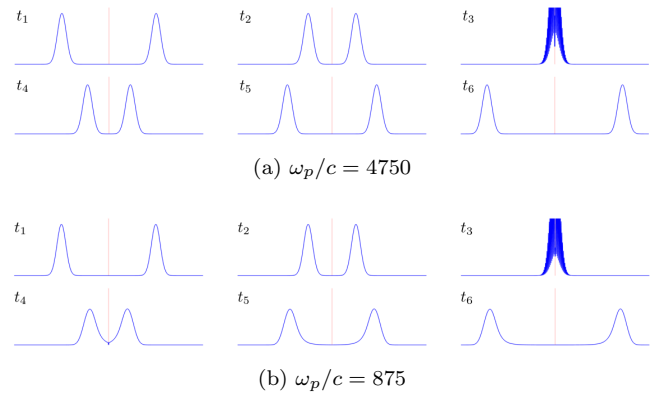 t₁ t₂ t₃
t₄ t₅ t₆
(a) ωₚ/c = 4750
t₁ t₂ t₃
t₄ t₅ t₆
(b) ωₚ/c = 875